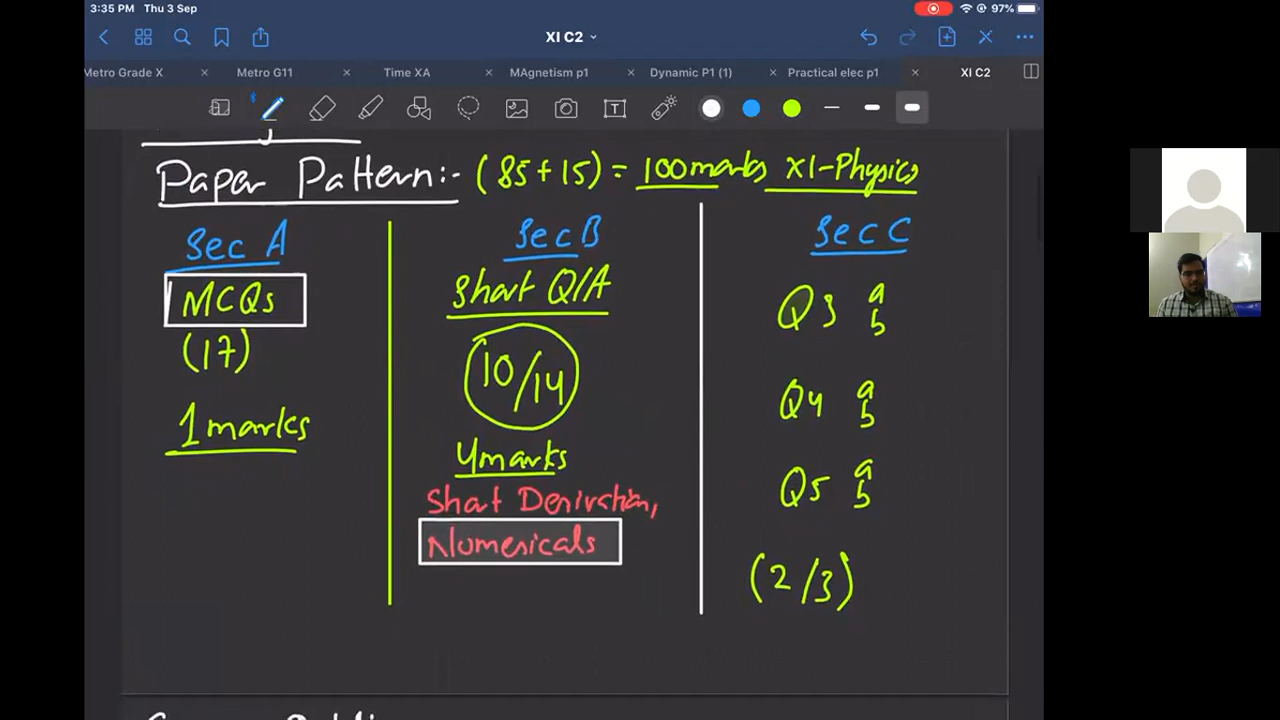 3:35 PM Thu 3 Sep
97%
XI C2
Metro Grade X
Metro G11
Time XA
MAgnetism p1
Dynamic P1 (1)
Practical elec p1
XI C2
Paper Pattern:- (85+15) = 100marks XI-Physics
Sec A
MCQs
(17)
1 marks
Sec B
Short Q/A
10/14
4marks
Short Derivation,
Numericals
Sec C
Q3 a
b
Q4 a
b
Q5 a
b
(2/3)